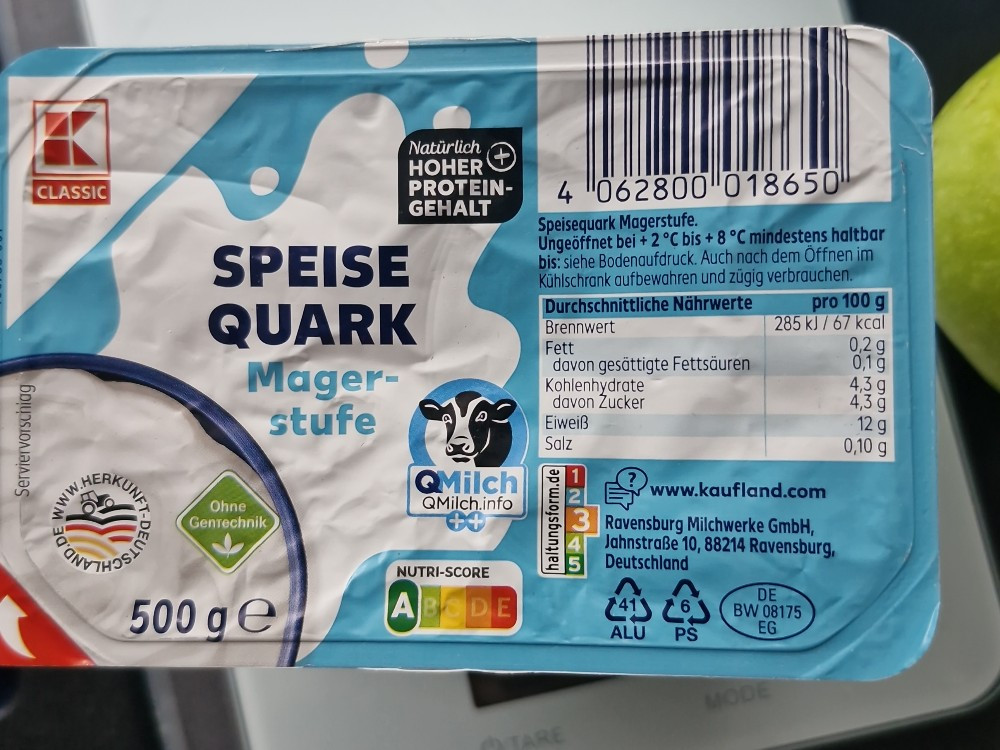 K
CLASSIC
Natürlich
HOHER
PROTEIN-
GEHALT
SPEISE
QUARK
Mager-
stufe
Serviervorschlag
WWW.HERKUNFT-DEUTSCHLAND.DE
Ohne
Gentechnik
500 g e
QMilch
QMilch.info
++
NUTRI-SCORE
A B C D E
4 062800 018650
Speisequark Magerstufe.
Ungeöffnet bei + 2 °C bis + 8 °C mindestens haltbar
bis: siehe Bodenaufdruck. Auch nach dem Öffnen im
Kühlschrank aufbewahren und zügig verbrauchen.
Durchschnittliche Nährwerte pro 100 g
Brennwert 285 kJ / 67 kcal
Fett 0,2 g
davon gesättigte Fettsäuren 0,1 g
Kohlenhydrate 4,3 g
davon Zucker 4,3 g
Eiweiß 12 g
Salz 0,10 g
haltungsform.de
1
2
3
4
5
?
www.kaufland.com
Ravensburg Milchwerke GmbH,
Jahnstraße 10, 88214 Ravensburg,
Deutschland
41
ALU
6
PS
DE
BW 08175
EG
MODE
TARE